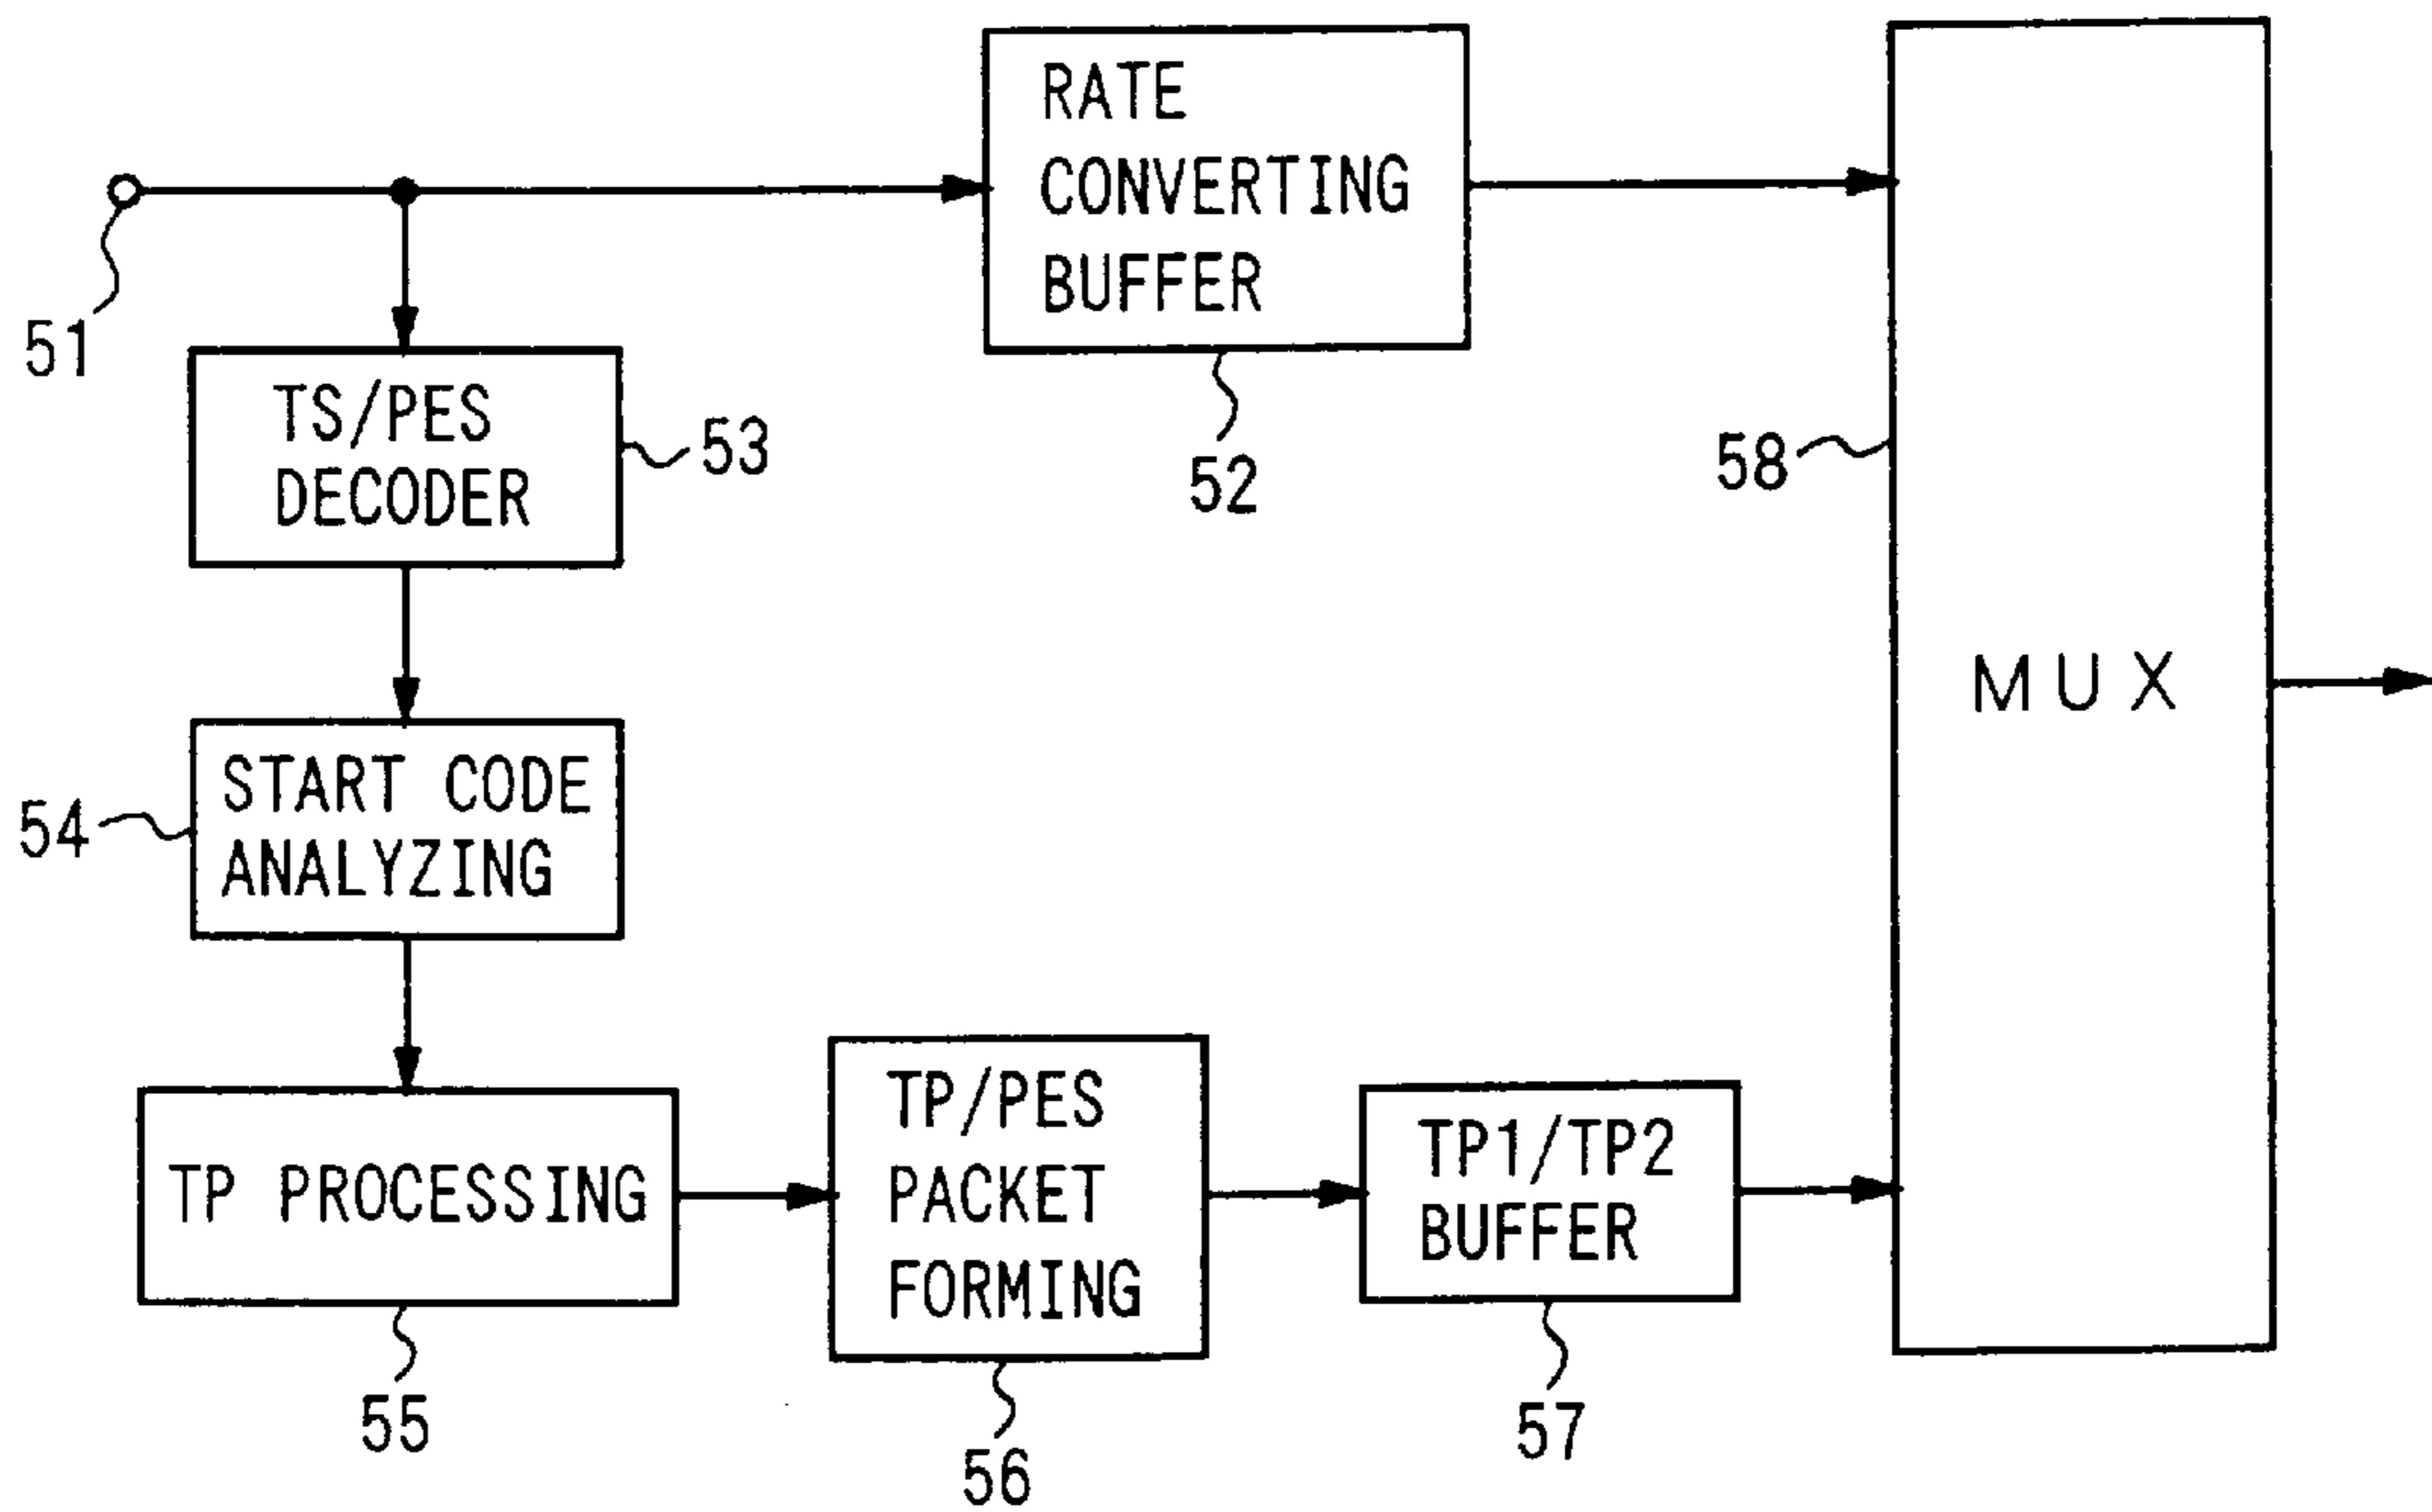 RATE
CONVERTING
BUFFER
51
TS/PES
DECODER
53
52
58
MUX
START CODE
ANALYZING
54
TP PROCESSING
TP/PES
PACKET
FORMING
TP1/TP2
BUFFER
55
56
57